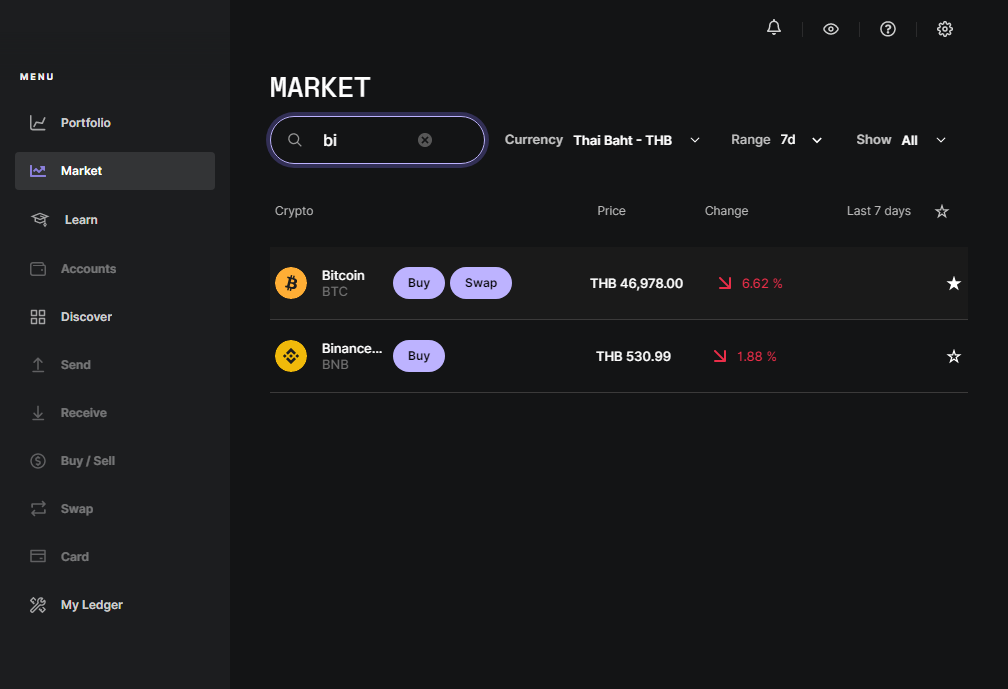 MENU
Portfolio
Market
Learn
Accounts
Discover
Send
Receive
Buy / Sell
Swap
Card
My Ledger
MARKET
bi
Currency Thai Baht - THB
Range 7d
Show All
Crypto Price Change Last 7 days
Bitcoin
BTC
Buy Swap THB 46,978.00 6.62 %
Binance...
BNB
Buy THB 530.99 1.88 %